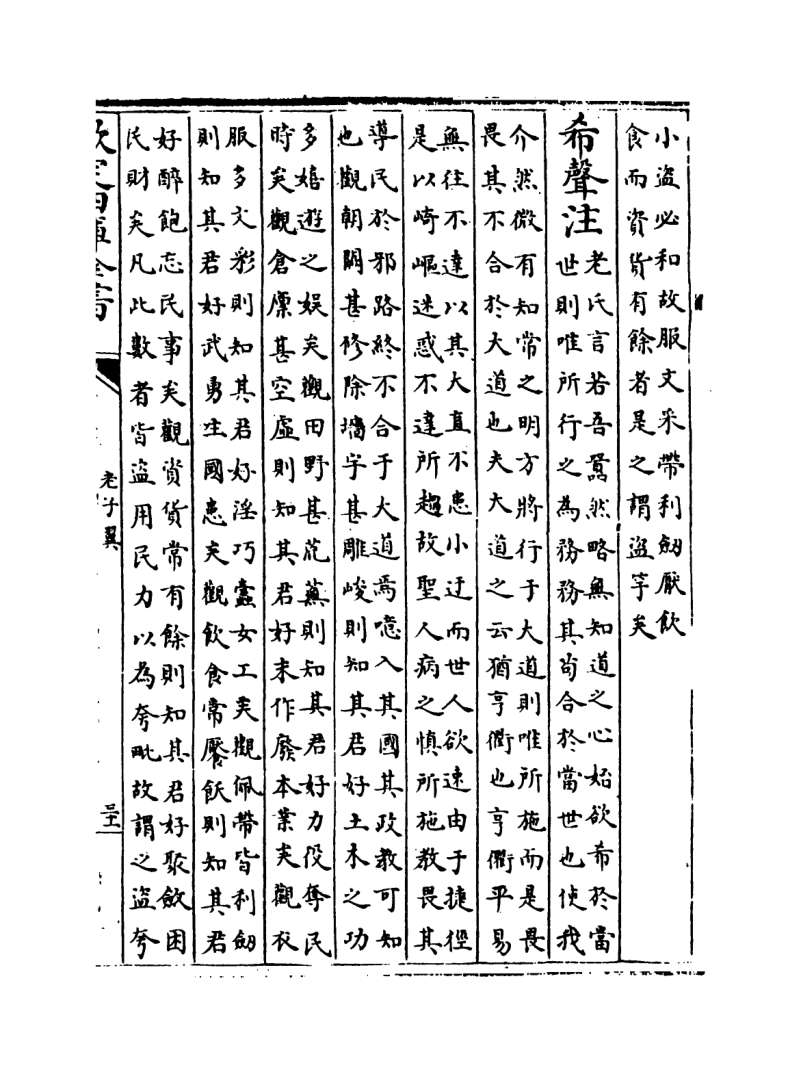 小盜必和故服文采帶利劒厭飲
食而資貨有餘者是之謂盜宇矣
希聲注
老氏言若吾罥然略無知道之心始欲希於當
世則唯所行之為務務其苟合於當世也使我
介然微有知常之明方將行于大道則唯所施而是畏
畏其不合於大道也夫大道之云猶亨衢也亨衢平易
無往不達以其大直不患小迂而世人欲速由于捷徑
是以崎嶇迷惑不達所趨故聖人病之慎所施教畏其
導民於邪路終不合于大道焉噫入其國其政教可知
也觀朝闕甚修除墻宇甚雕峻則知其君好土木之功
多嬉遊之娱矣觀田野甚荒蕪則知其君好力役奪民
時矣觀倉廩甚空虛則知其君好末作廢本業矣觀衣
服多文彩則知其君好淫巧蠹女工矣觀佩帶皆利劒
則知其君好武勇生國患矣觀飲食常饜飫則知其君
好醉飽忘民事矣觀資貨常有餘則知其君好聚斂困
民財矣凡此數者皆盜用民力以為夸毗故謂之盜夸
欽定四庫全書
老子翼